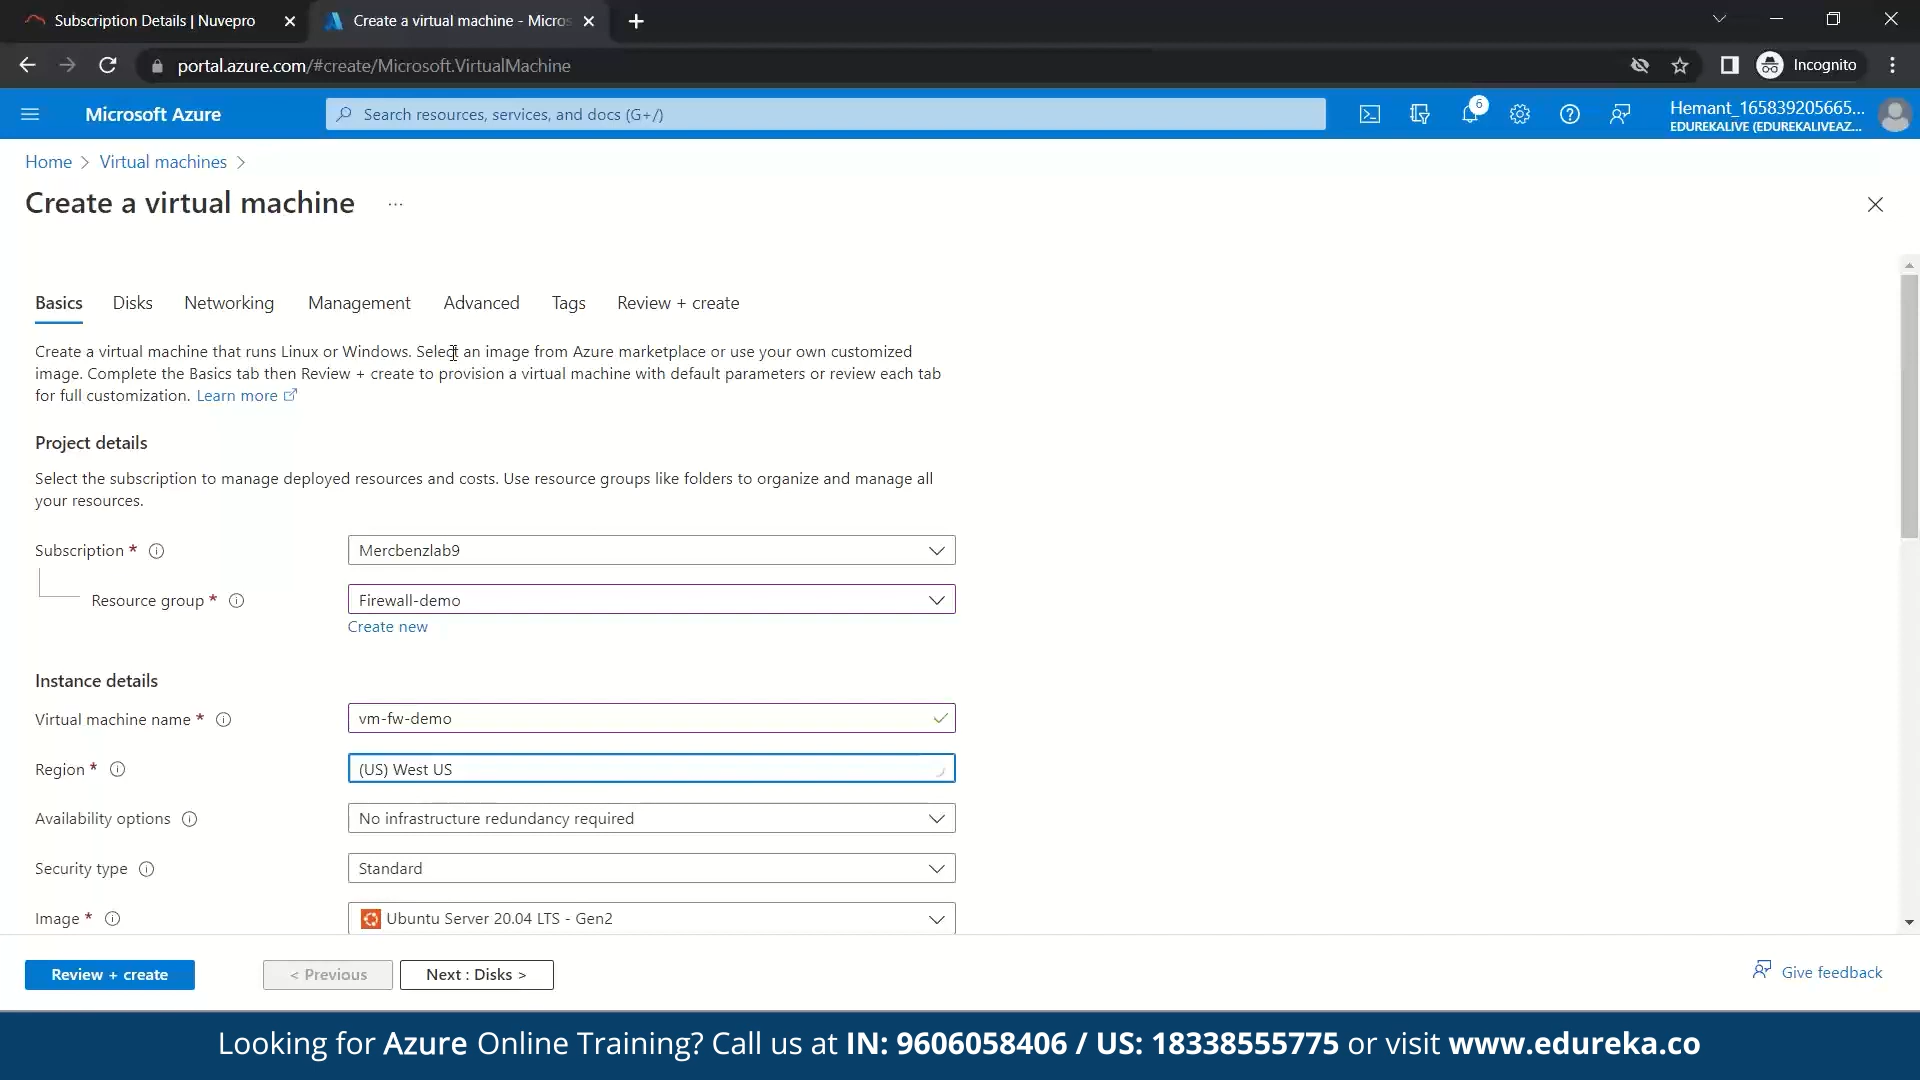 Subscription Details | Nuvepro
Create a virtual machine - Micros
portal.azure.com/#create/Microsoft.VirtualMachine
Incognito
Microsoft Azure
Search resources, services, and docs (G+/)
6
Hemant_165839205665...
EDUREKALIVE (EDUREKALIVEAZ...
Home > Virtual machines >
Create a virtual machine ...
Basics Disks Networking Management Advanced Tags Review + create
Create a virtual machine that runs Linux or Windows. Select an image from Azure marketplace or use your own customized
image. Complete the Basics tab then Review + create to provision a virtual machine with default parameters or review each tab
for full customization. Learn more
Project details
Select the subscription to manage deployed resources and costs. Use resource groups like folders to organize and manage all
your resources.
Subscription * Mercbenzlab9
Resource group * Firewall-demo
Create new
Instance details
Virtual machine name * vm-fw-demo
Region * (US) West US
Availability options No infrastructure redundancy required
Security type Standard
Image * Ubuntu Server 20.04 LTS - Gen2
Review + create < Previous Next : Disks >
Give feedback
Looking for Azure Online Training? Call us at IN: 9606058406 / US: 18338555775 or visit www.edureka.co